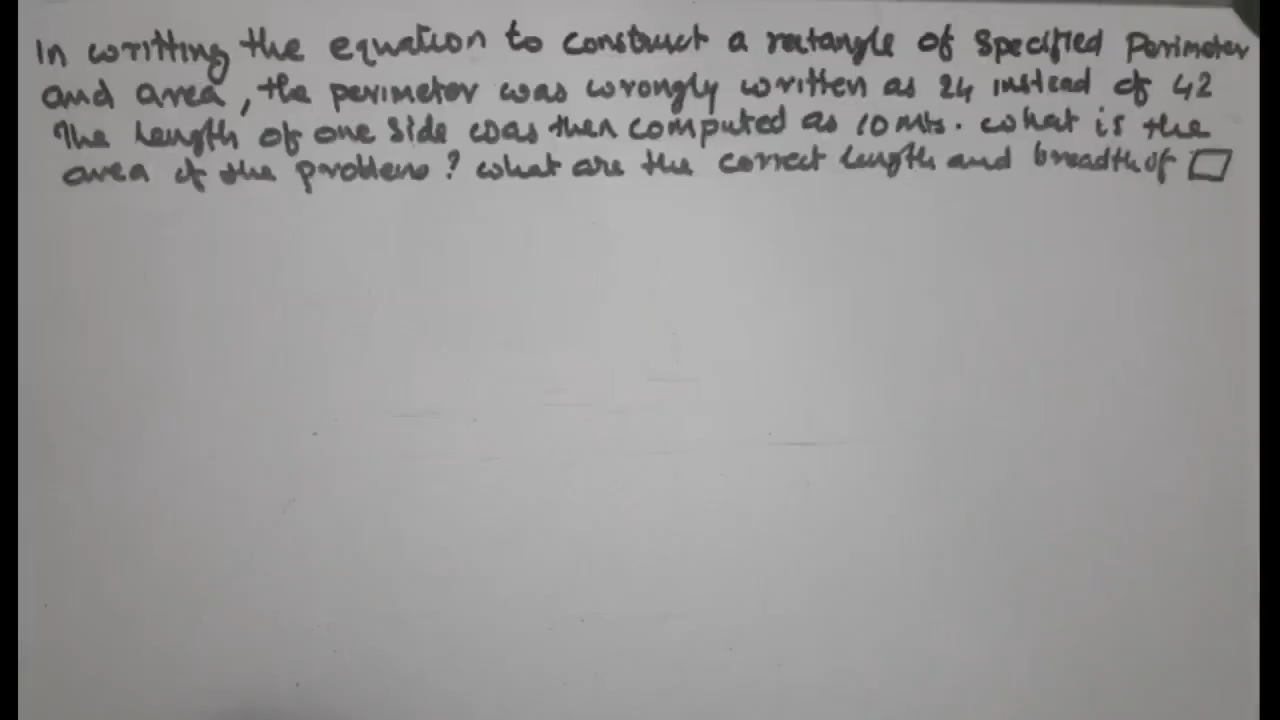 In writting the equation to construct a ratangle of specified perimeter
and area, the perimeter was wrongly written as 24 instead of 42
The length of one side was then computed as 10 mts. what is the
area of the problem? what are the correct length and breadth of